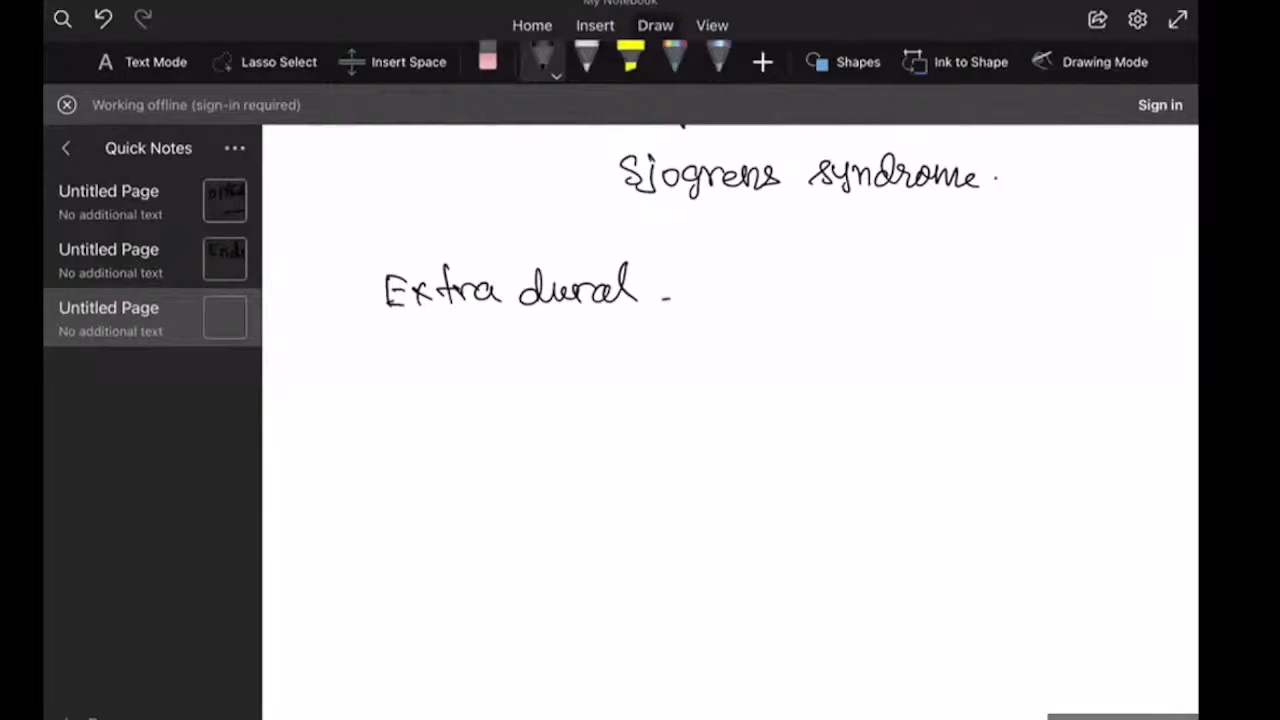 My Notebook
Home Insert Draw View
Text Mode Lasso Select Insert Space Shapes Ink to Shape Drawing Mode
Working offline (sign-in required) Sign in
Quick Notes
Untitled Page
No additional text
Untitled Page
No additional text
Untitled Page
No additional text
Sjogrens syndrome.
Extra dural -